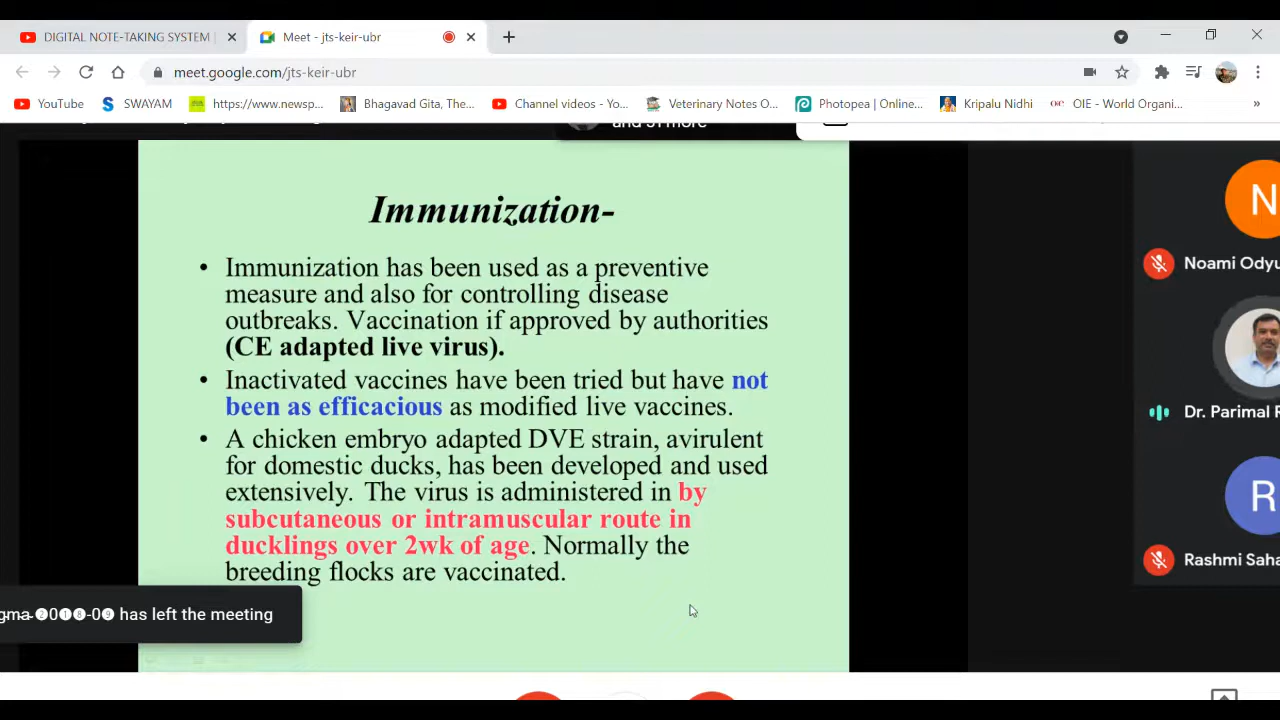 DIGITAL NOTE-TAKING SYSTEM
Meet - jts-keir-ubr
meet.google.com/jts-keir-ubr
YouTube
SWAYAM
https://www.newsp...
Bhagavad Gita, The...
Channel videos - Yo...
Veterinary Notes O...
Photopea | Online...
Kripalu Nidhi
OIE - World Organi...
»
and 51 more
Immunization-
• Immunization has been used as a preventive
measure and also for controlling disease
outbreaks. Vaccination if approved by authorities
(CE adapted live virus).
• Inactivated vaccines have been tried but have not
been as efficacious as modified live vaccines.
• A chicken embryo adapted DVE strain, avirulent
for domestic ducks, has been developed and used
extensively. The virus is administered in by
subcutaneous or intramuscular route in
ducklings over 2wk of age. Normally the
breeding flocks are vaccinated.
N
Noami Odyu
Dr. Parimal R
R
Rashmi Saha
gma-❷0❶❽-0❾ has left the meeting